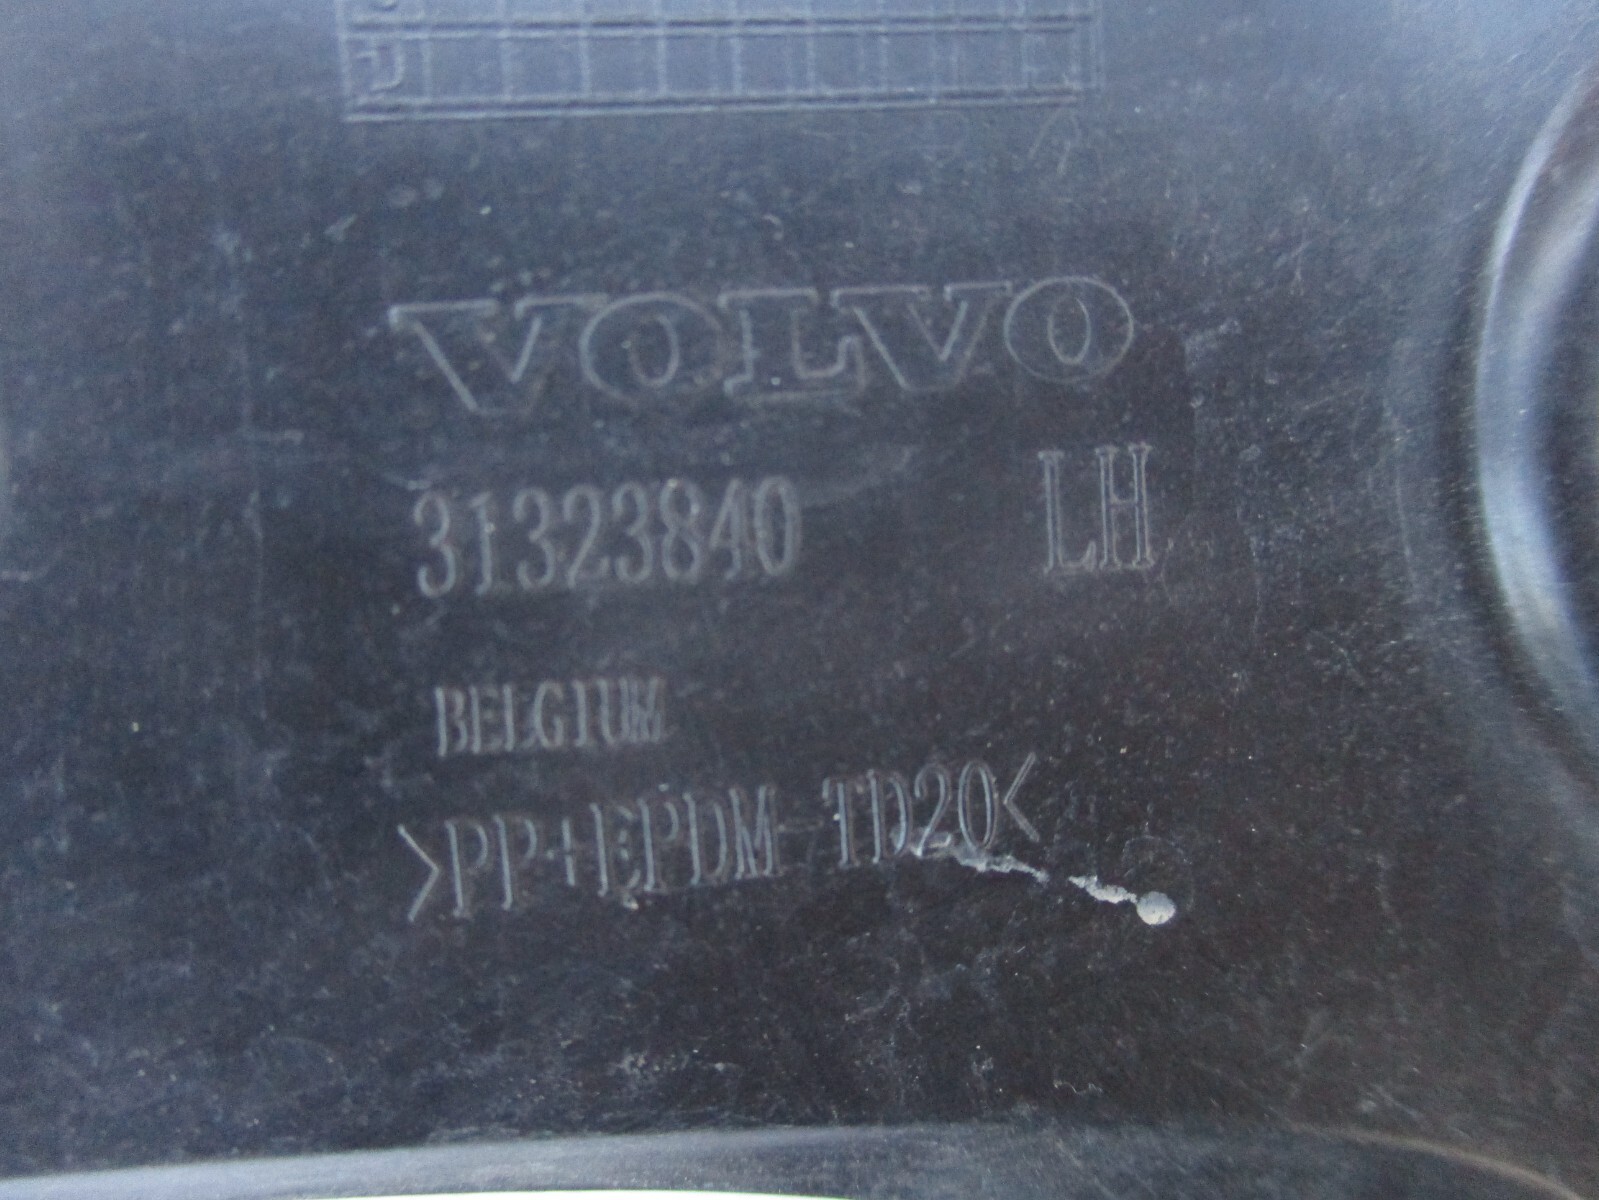 VOLVO
31323840 LH
BELGIUM
>PP+EPDM TD20<